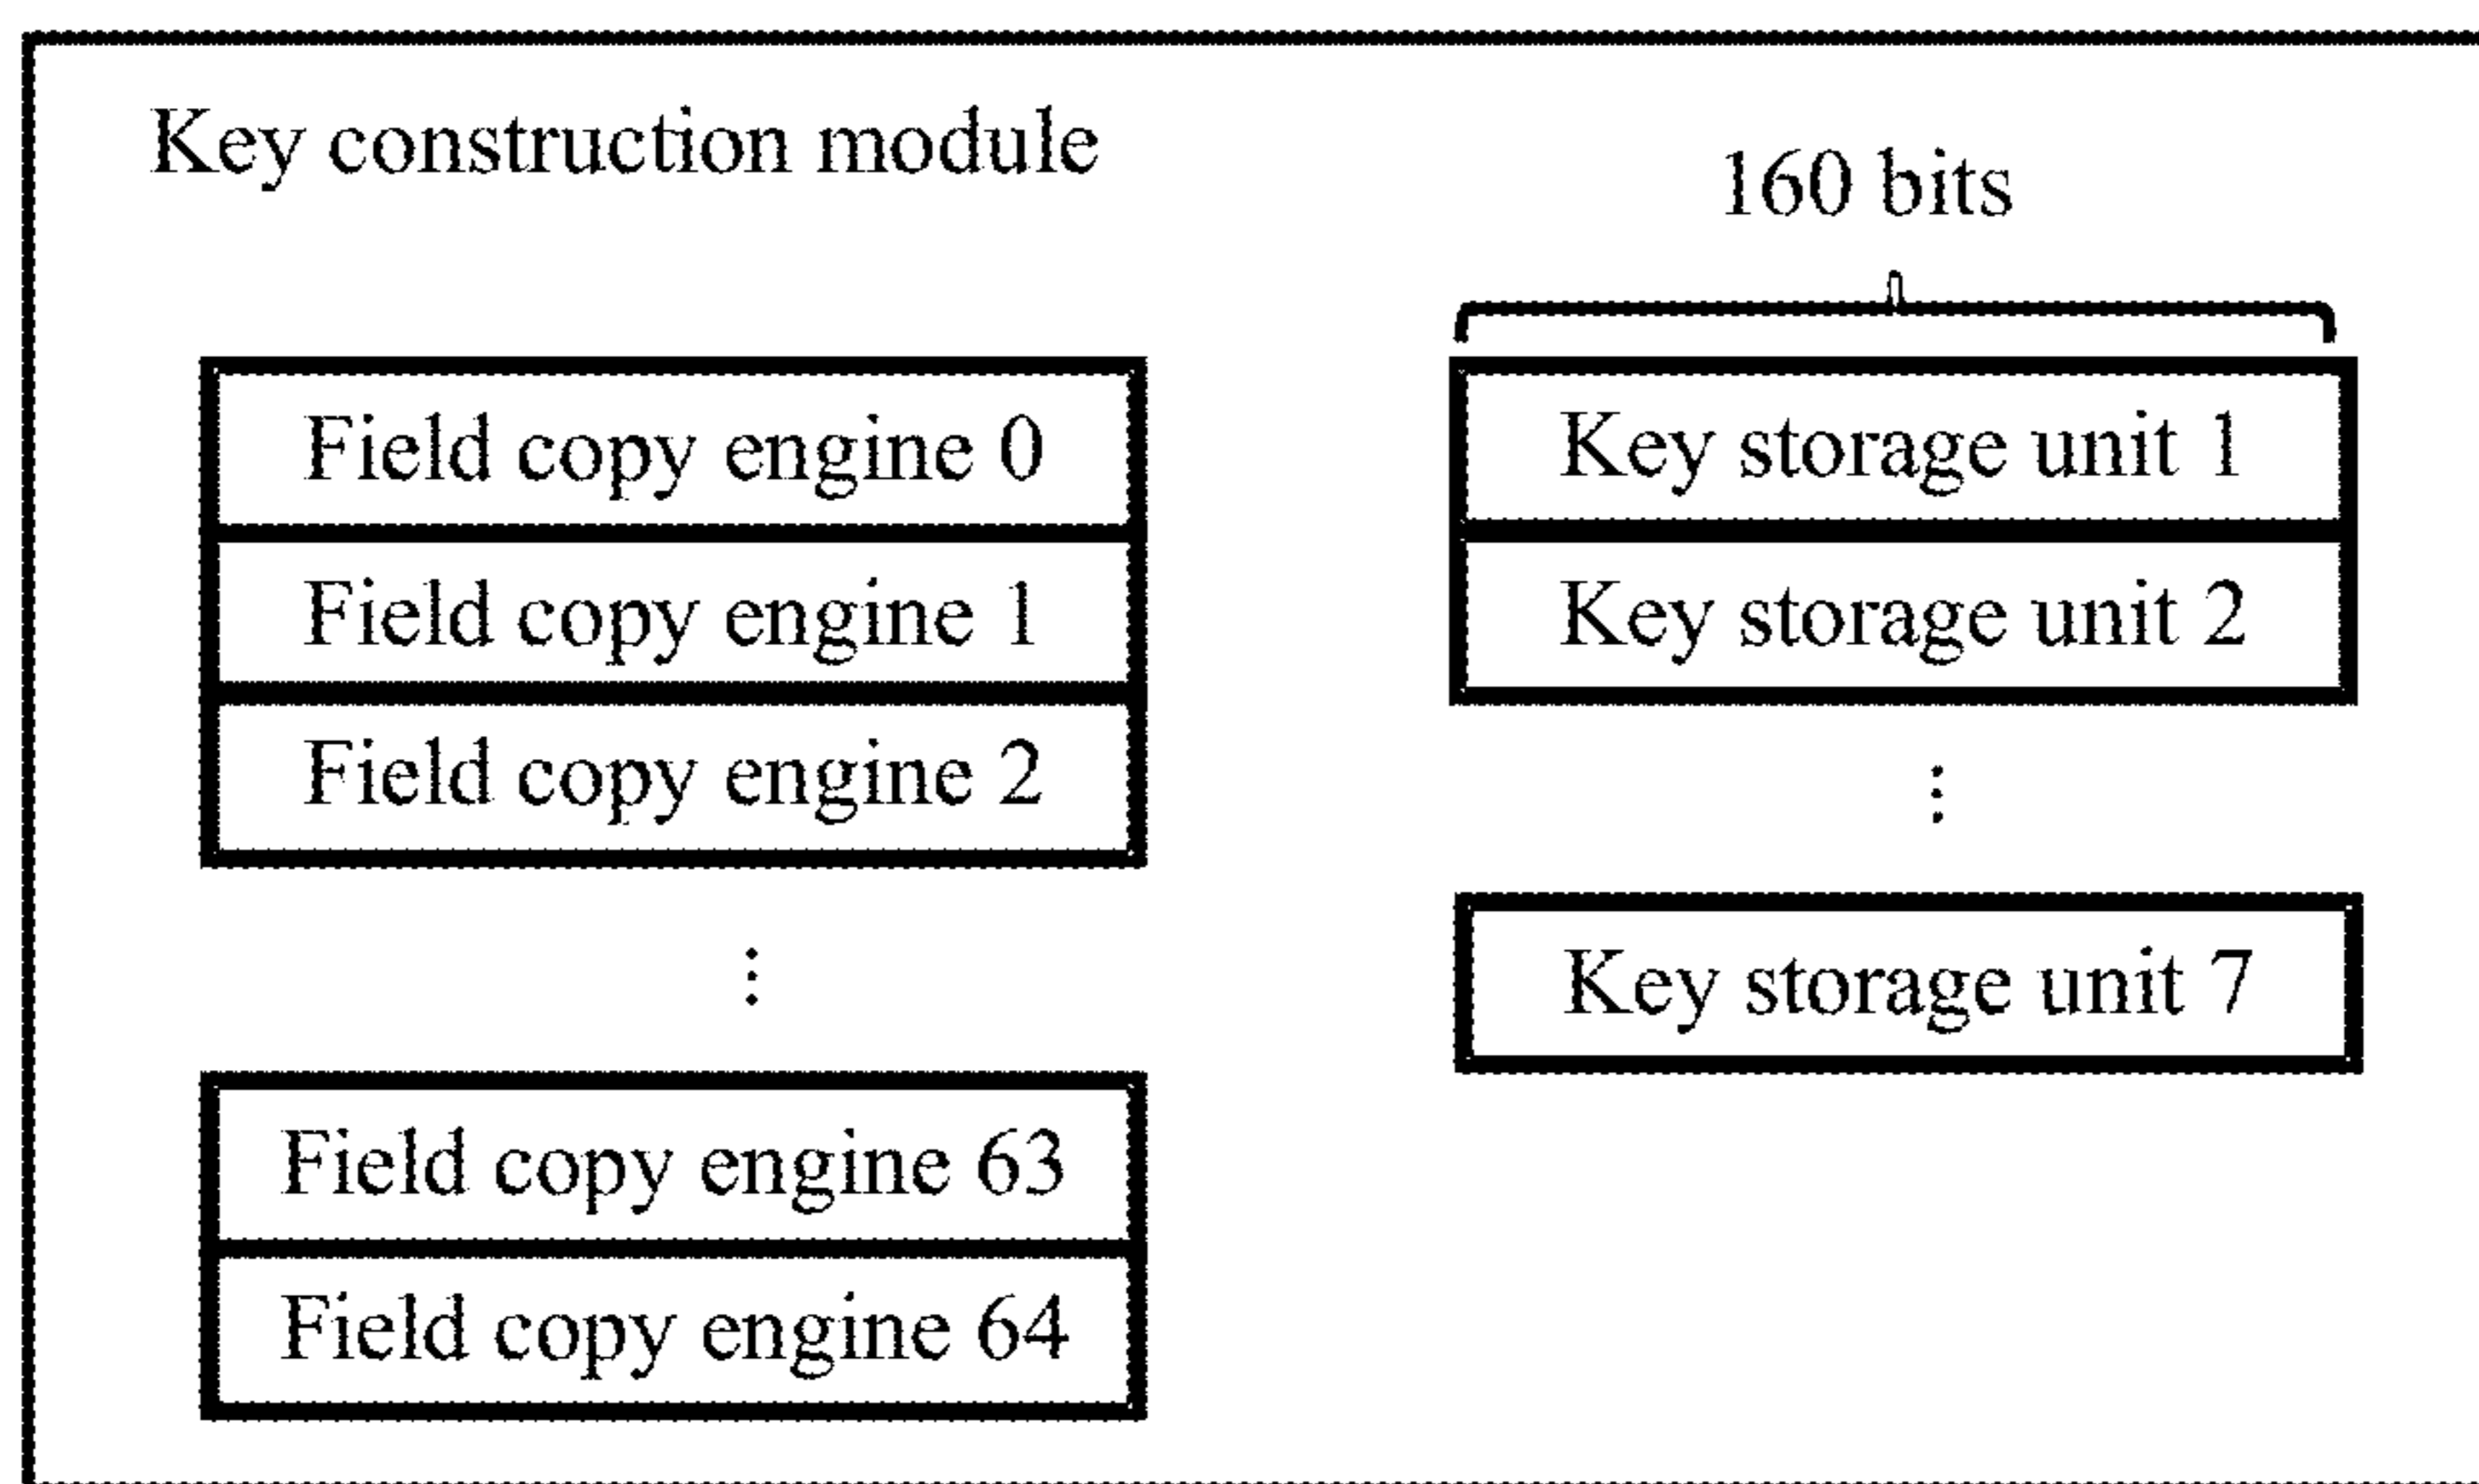 Key construction module
160 bits
Field copy engine 0
Field copy engine 1
Field copy engine 2
⋮
Field copy engine 63
Field copy engine 64
Key storage unit 1
Key storage unit 2
⋮
Key storage unit 7